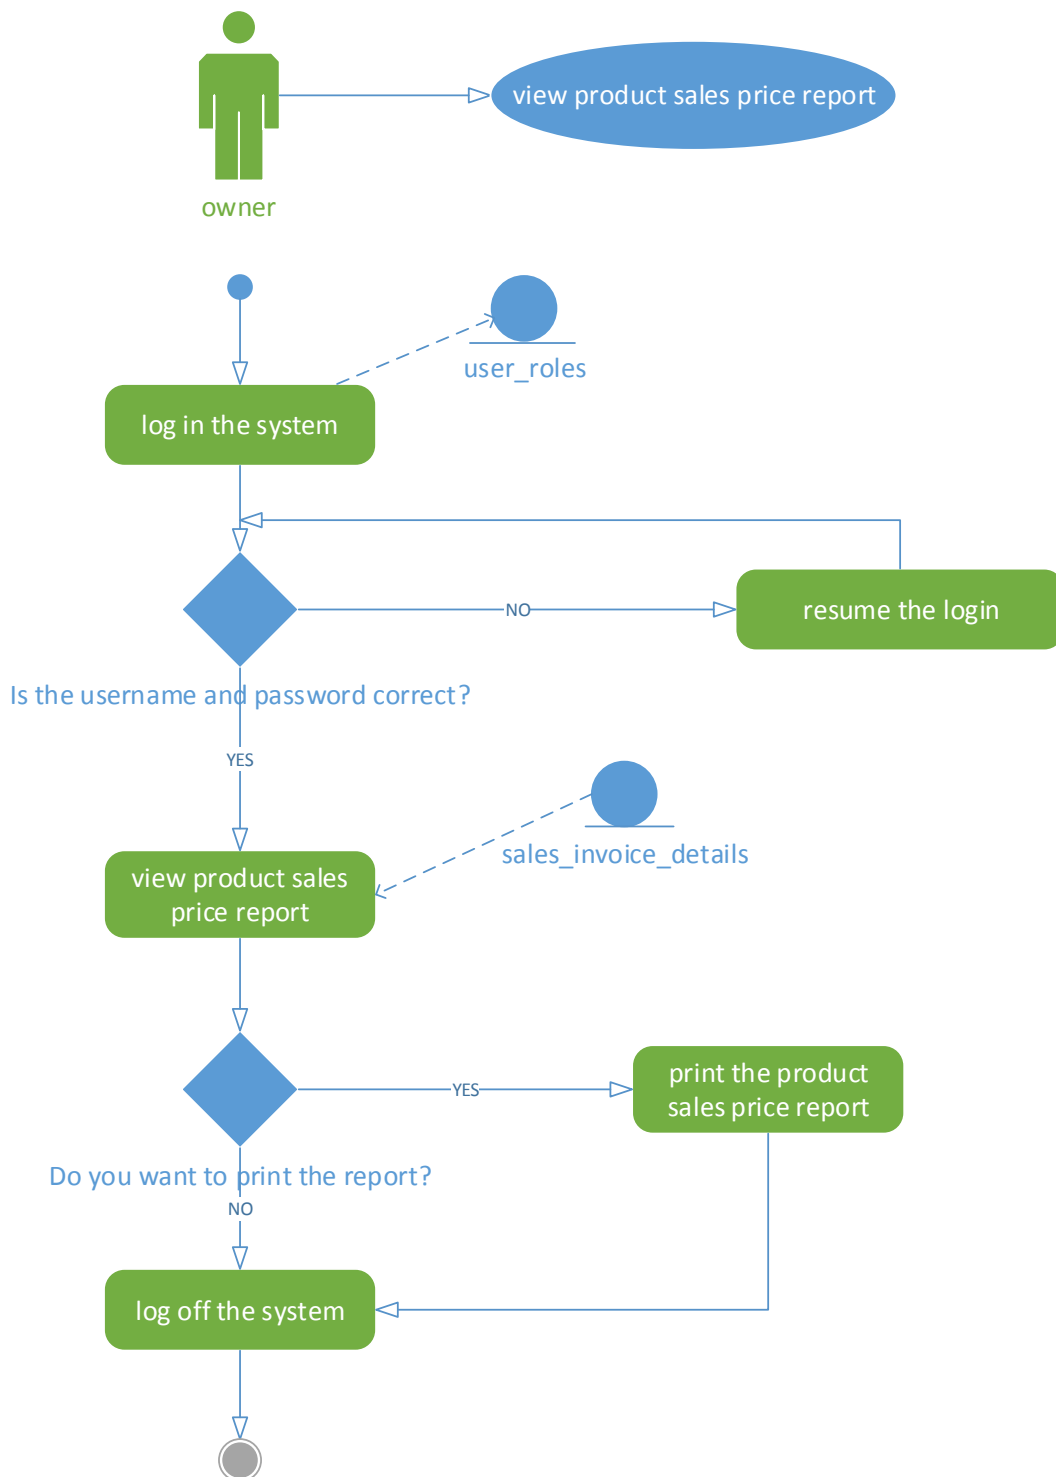 view product sales price report
owner
user_roles
log in the system
NO
resume the login
Is the username and password correct?
YES
sales_invoice_details
view product sales
price report
print the product
sales price report
YES
Do you want to print the report?
NO
log off the system